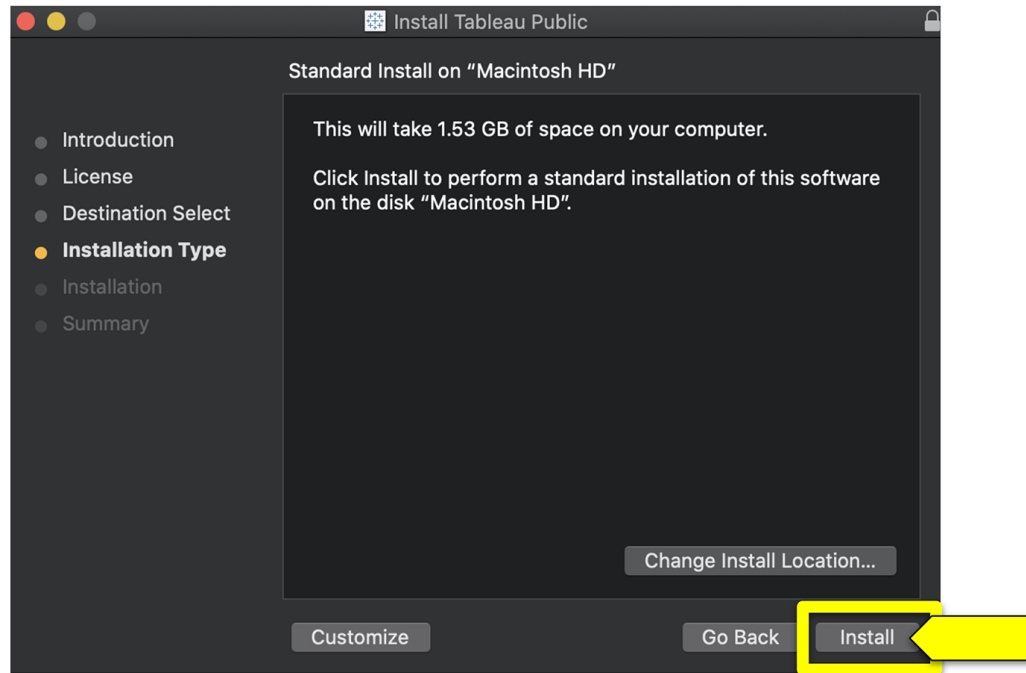 Install Tableau Public
Standard Install on “Macintosh HD”
Introduction
License
Destination Select
Installation Type
Installation
Summary
This will take 1.53 GB of space on your computer.
Click Install to perform a standard installation of this software
on the disk “Macintosh HD”.
Change Install Location...
Customize
Go Back
Install